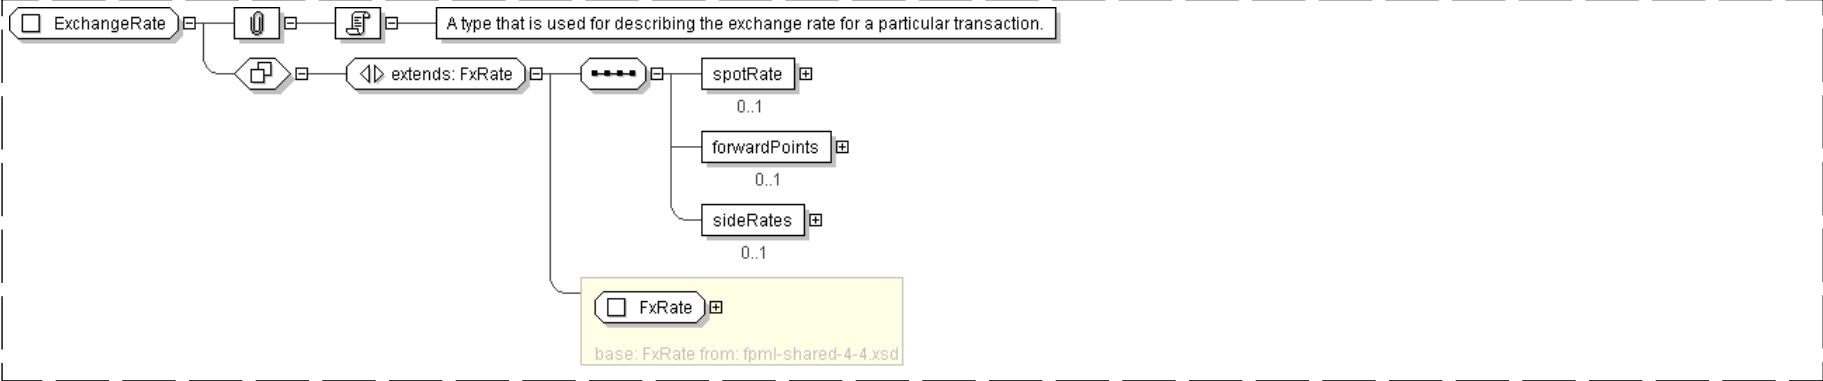 ExchangeRate
A type that is used for describing the exchange rate for a particular transaction.
extends: FxRate
spotRate
0..1
forwardPoints
0..1
sideRates
0..1
FxRate
base: FxRate from: fpml-shared-4-4.xsd